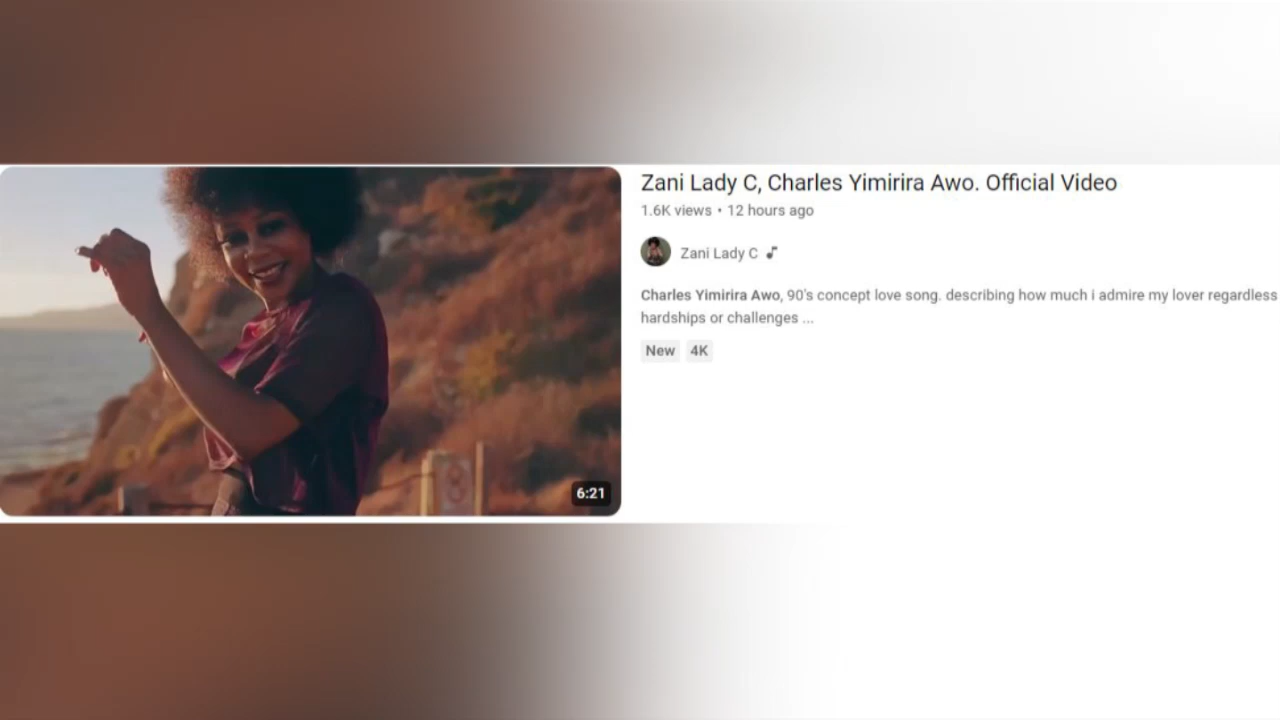 Zani Lady C, Charles Yimirira Awo. Official Video
1.6K views • 12 hours ago
Zani Lady C
Charles Yimirira Awo, 90's concept love song. describing how much i admire my lover regardless
hardships or challenges ...
New 4K
6:21